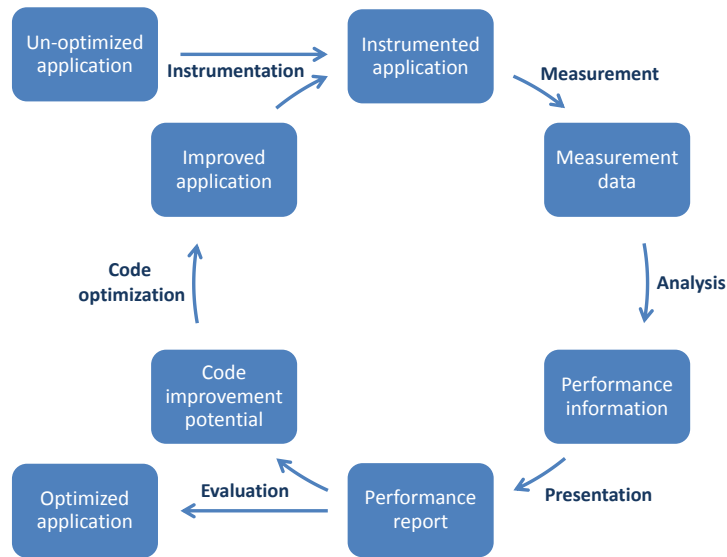 Un-optimized
application
Instrumentation
Instrumented
application
Measurement
Improved
application
Measurement
data
Code
optimization
Analysis
Code
improvement
potential
Performance
information
Optimized
application
Evaluation
Performance
report
Presentation